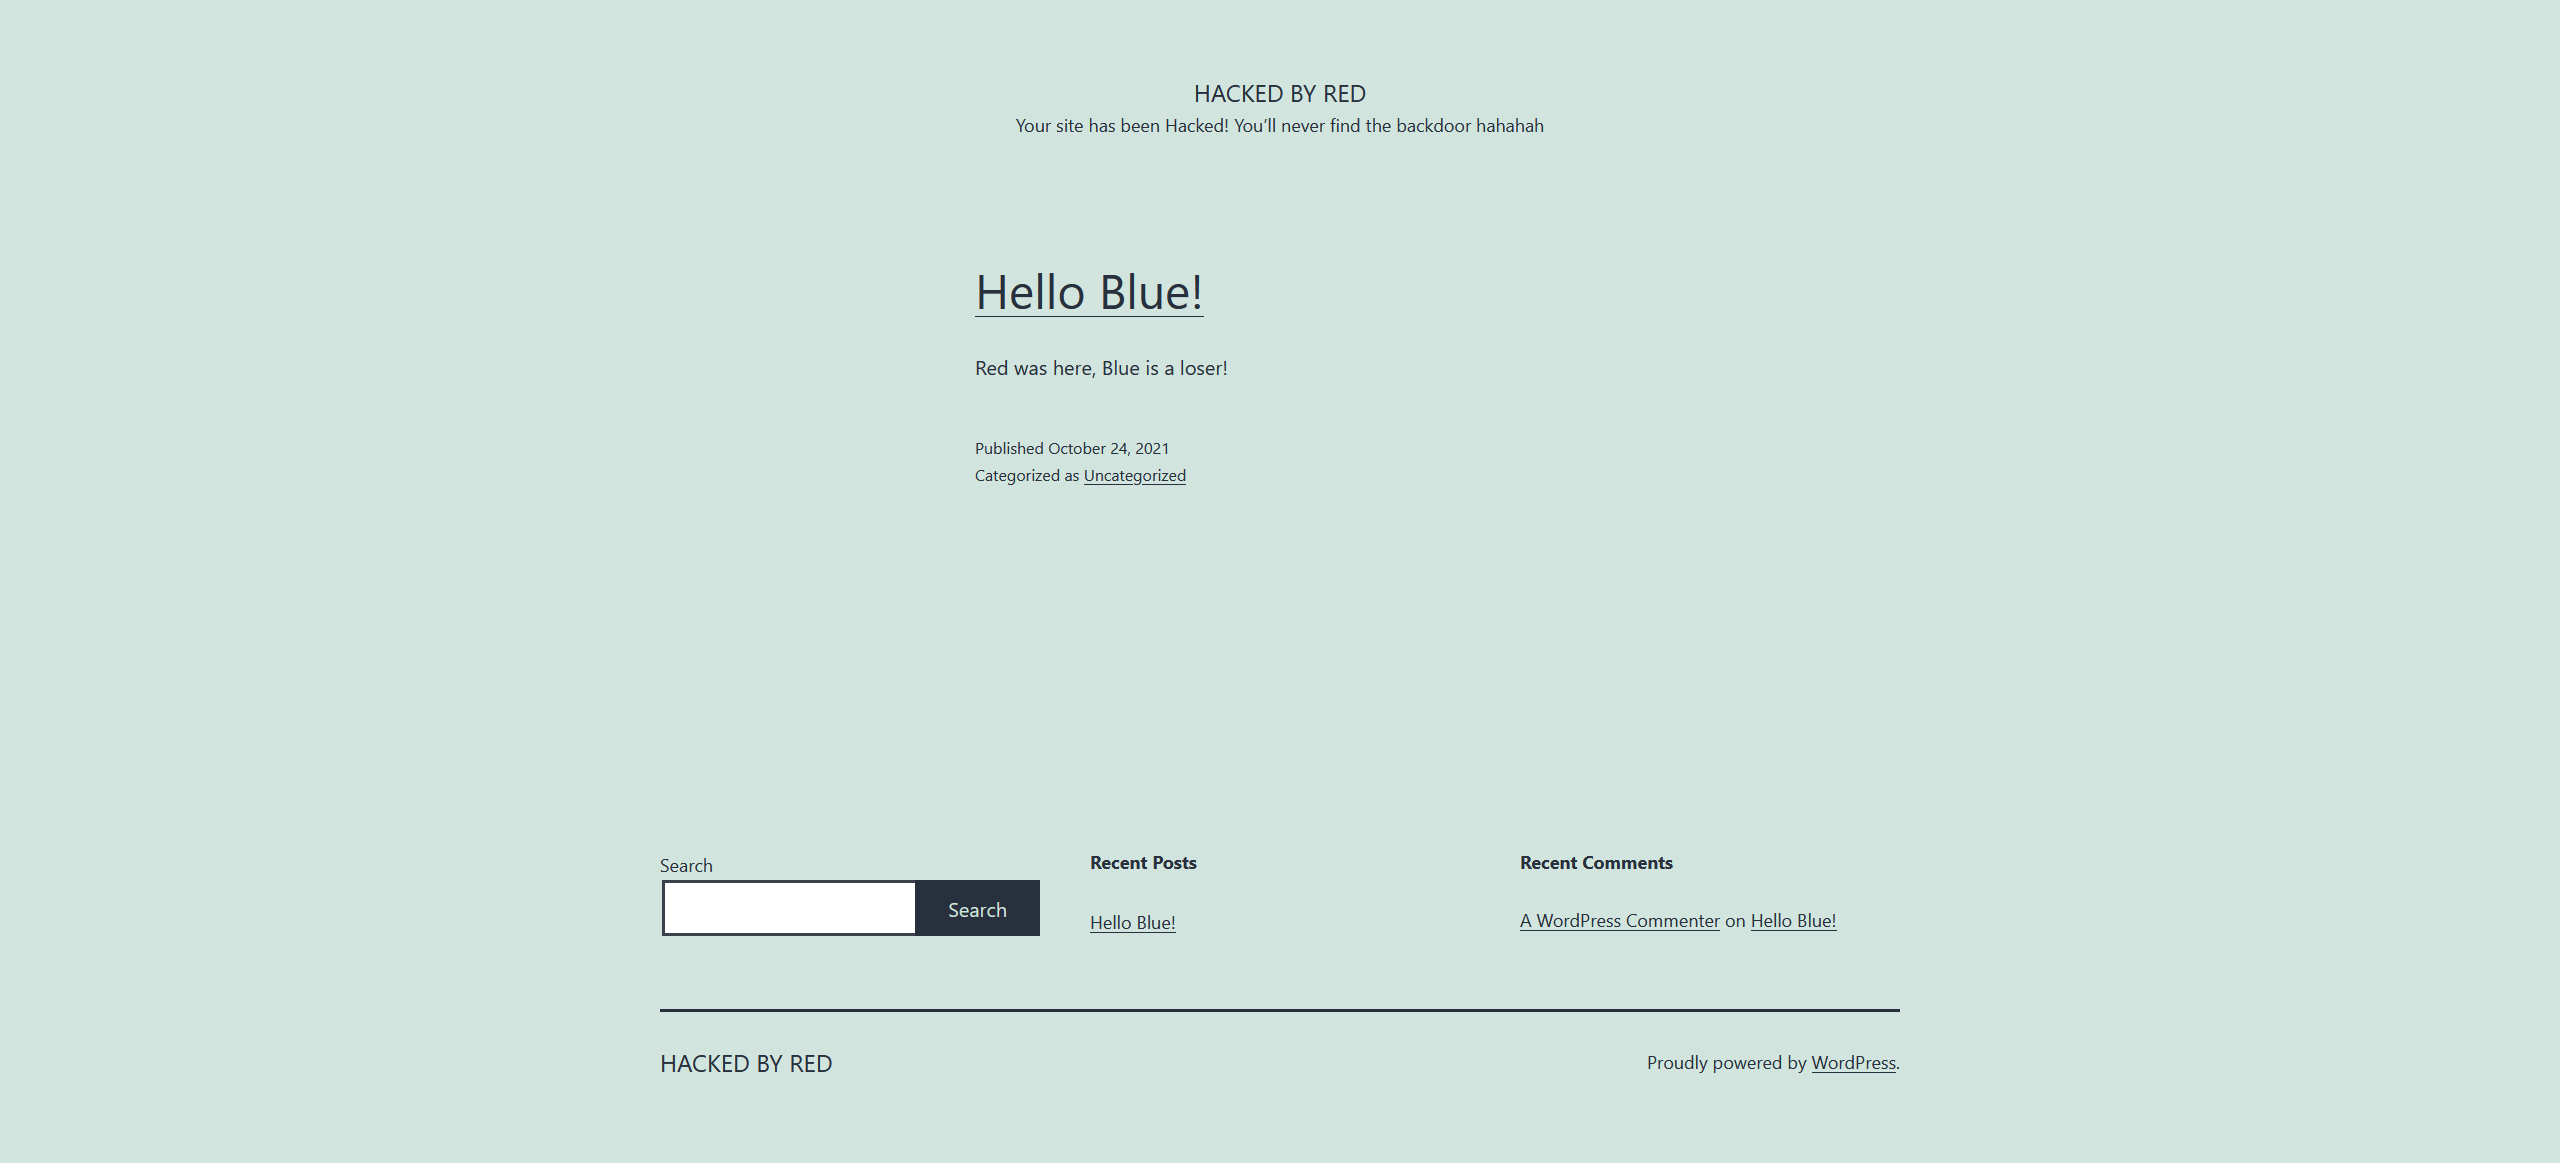 HACKED BY RED
Your site has been Hacked! You’ll never find the backdoor hahahah
Hello Blue!
Red was here, Blue is a loser!
Published October 24, 2021
Categorized as Uncategorized
Search
Search
Recent Posts
Hello Blue!
Recent Comments
A WordPress Commenter on Hello Blue!
HACKED BY RED
Proudly powered by WordPress.